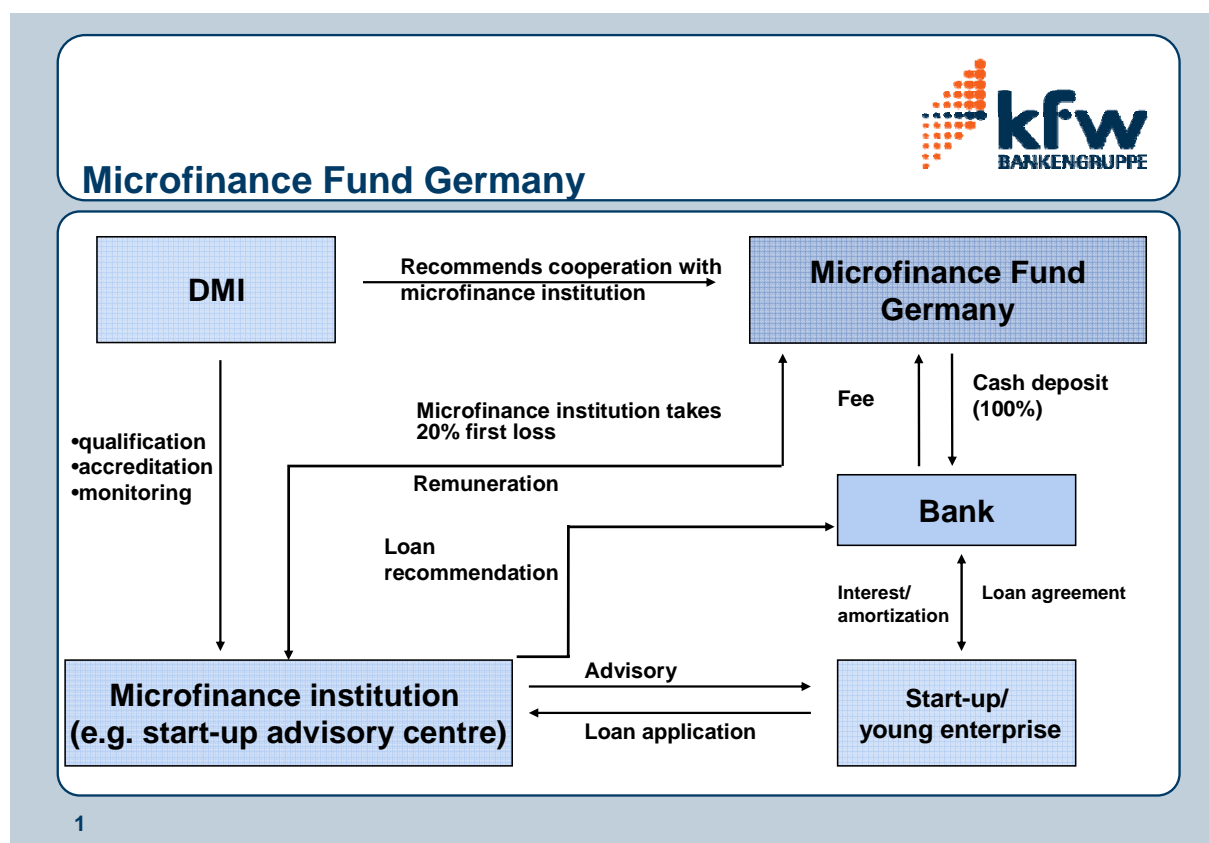 kfw
BANKENGRUPPE
Microfinance Fund Germany
DMI
Recommends cooperation with
microfinance institution
Microfinance Fund
Germany
•qualification
•accreditation
•monitoring
Microfinance institution takes
20% first loss
Remuneration
Fee
Cash deposit
(100%)
Bank
Loan
recommendation
Interest/
amortization
Loan agreement
Microfinance institution
(e.g. start-up advisory centre)
Advisory
Loan application
Start-up/
young enterprise
1